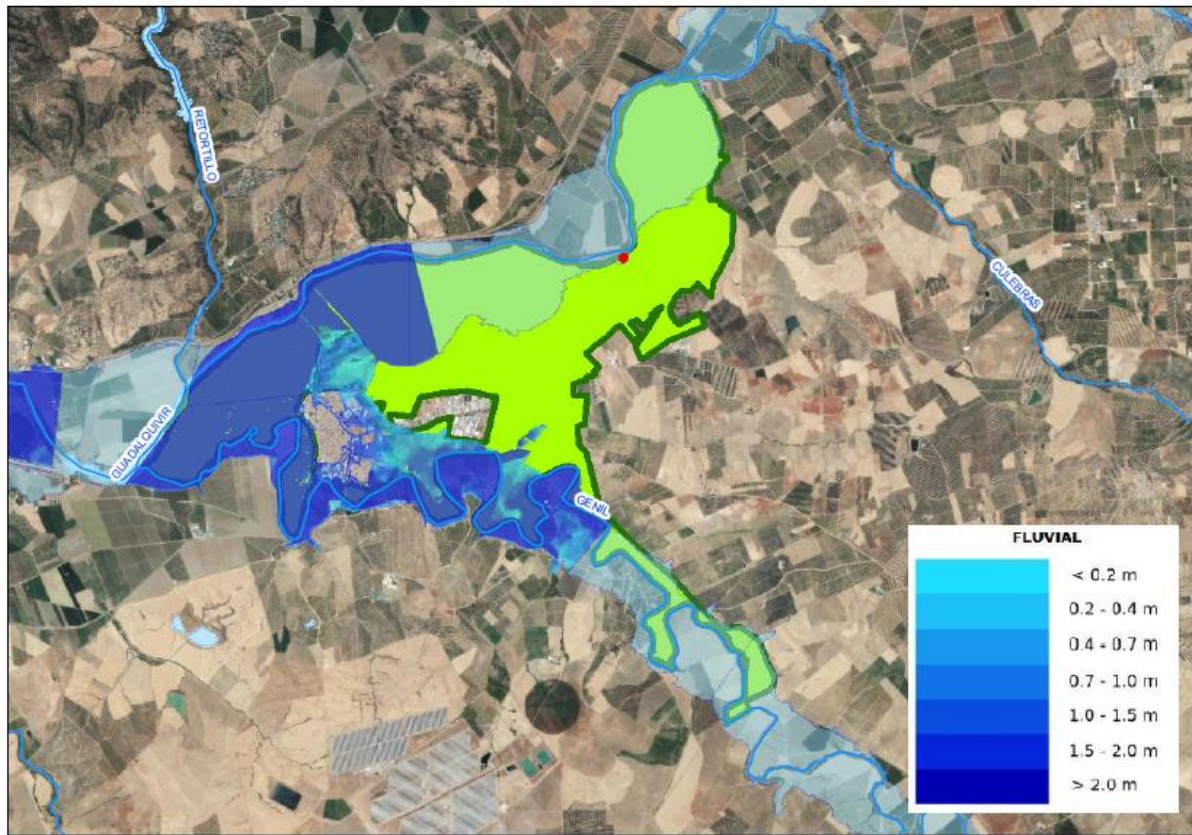 RETORTILLO
CULEBRAS
GUADALQUIVIR
GENIL
FLUVIAL
< 0.2 m
0.2 - 0.4 m
0.4 - 0.7 m
0.7 - 1.0 m
1.0 - 1.5 m
1.5 - 2.0 m
> 2.0 m